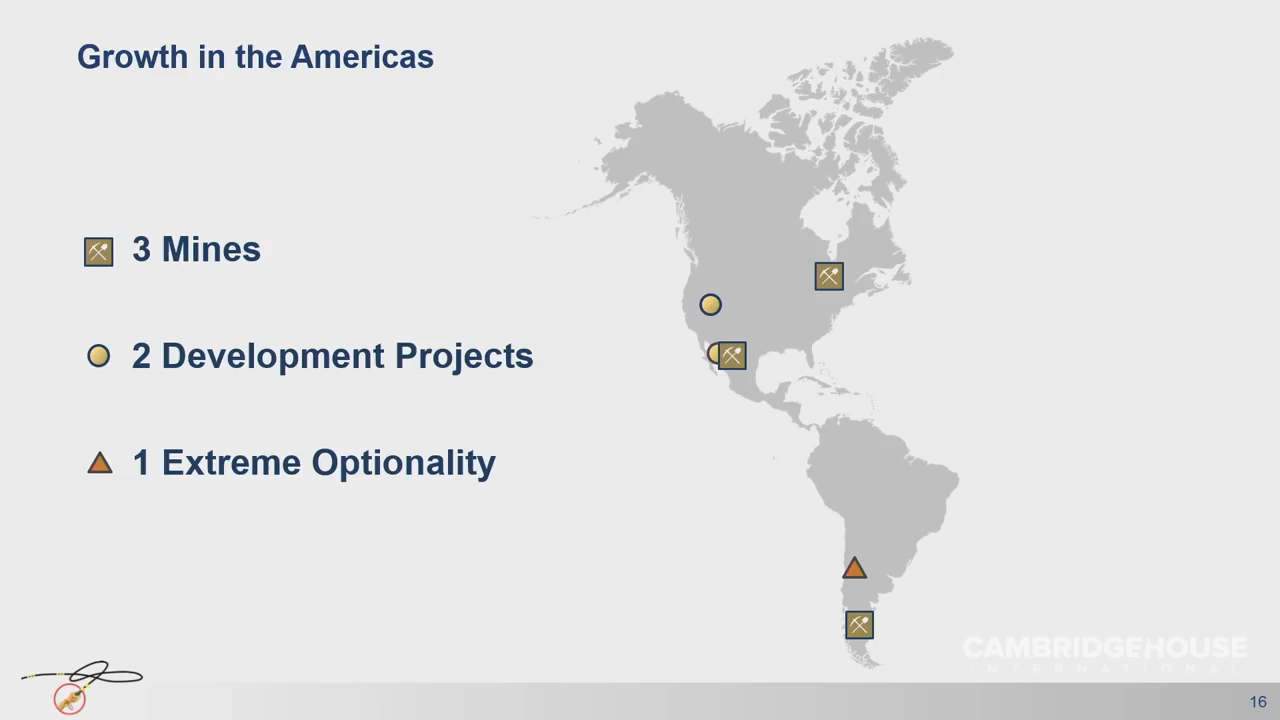 Growth in the Americas
3 Mines
2 Development Projects
1 Extreme Optionality
CAMBRIDGEHOUSE
INTERNATIONAL
16